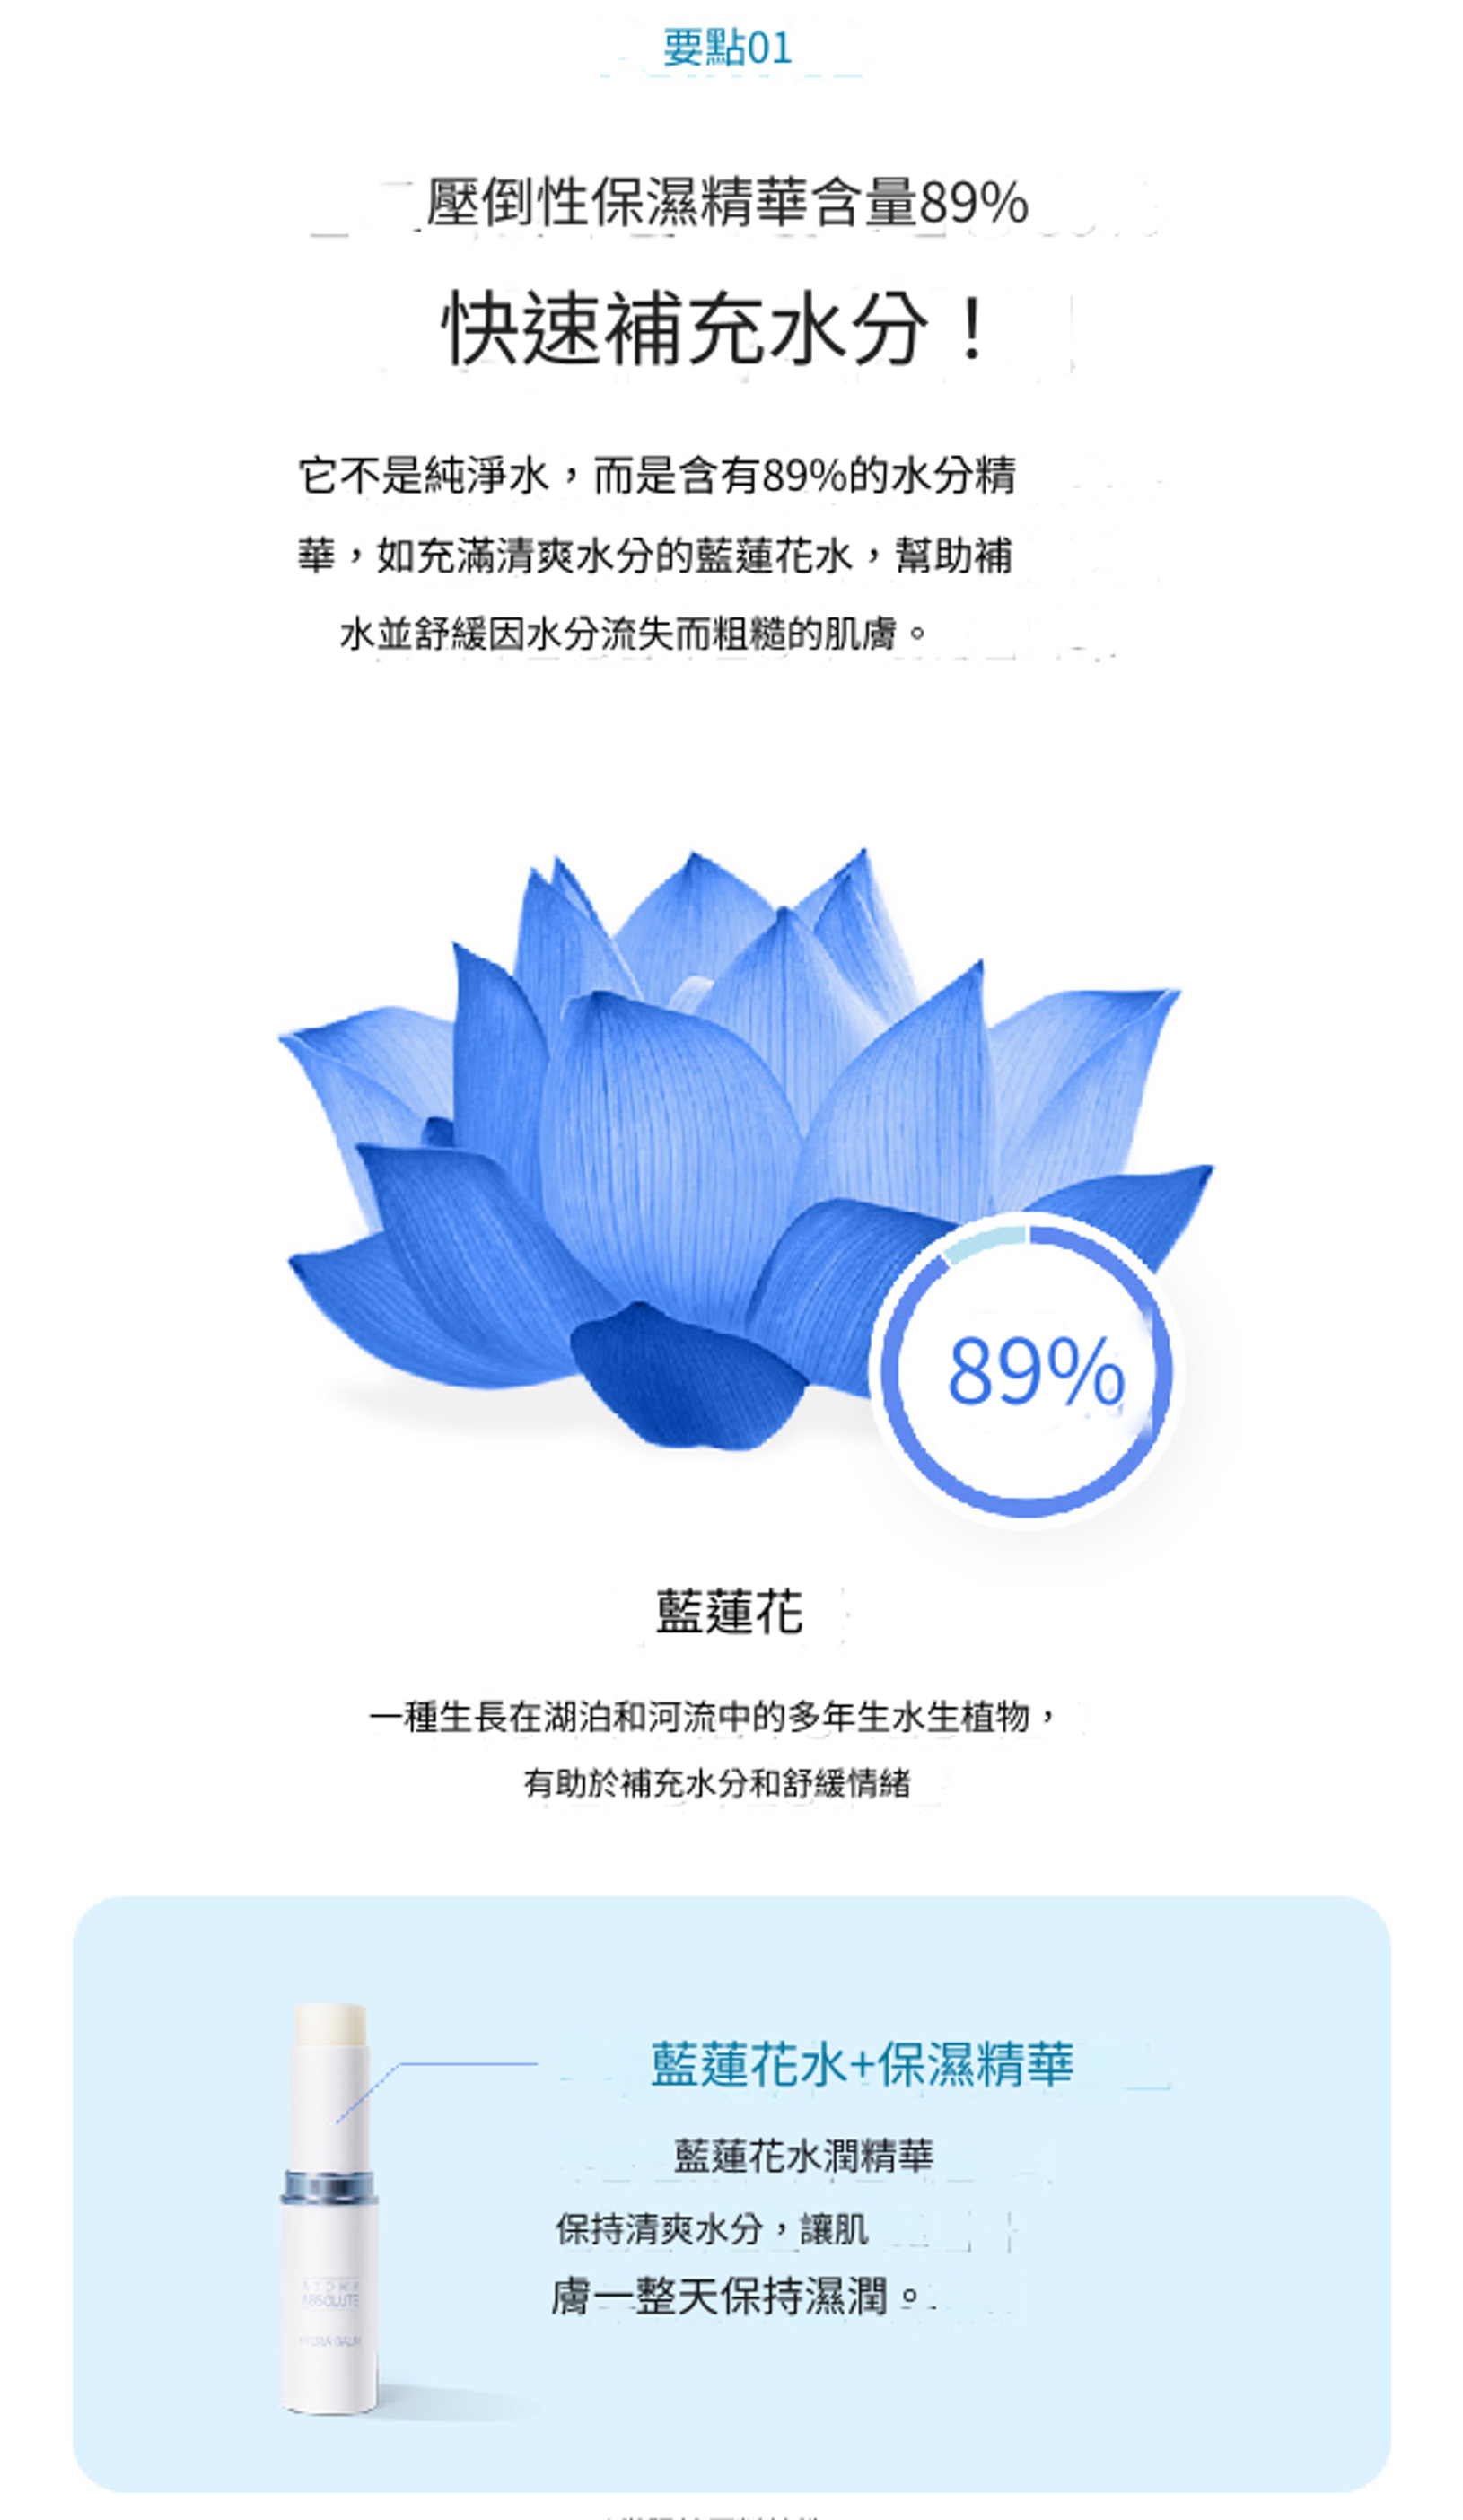 要點01
壓倒性保濕精華含量89%
快速補充水分！
它不是純淨水，而是含有89%的水分精
華，如充滿清爽水分的藍蓮花水，幫助補
水並舒緩因水分流失而粗糙的肌膚。
89%
藍蓮花
一種生長在湖泊和河流中的多年生水生植物，
有助於補充水分和舒緩情緒
藍蓮花水+保濕精華
藍蓮花水潤精華
保持清爽水分，讓肌
膚一整天保持濕潤。
ATOMY
ABSOLUTE
HYDRA BALM